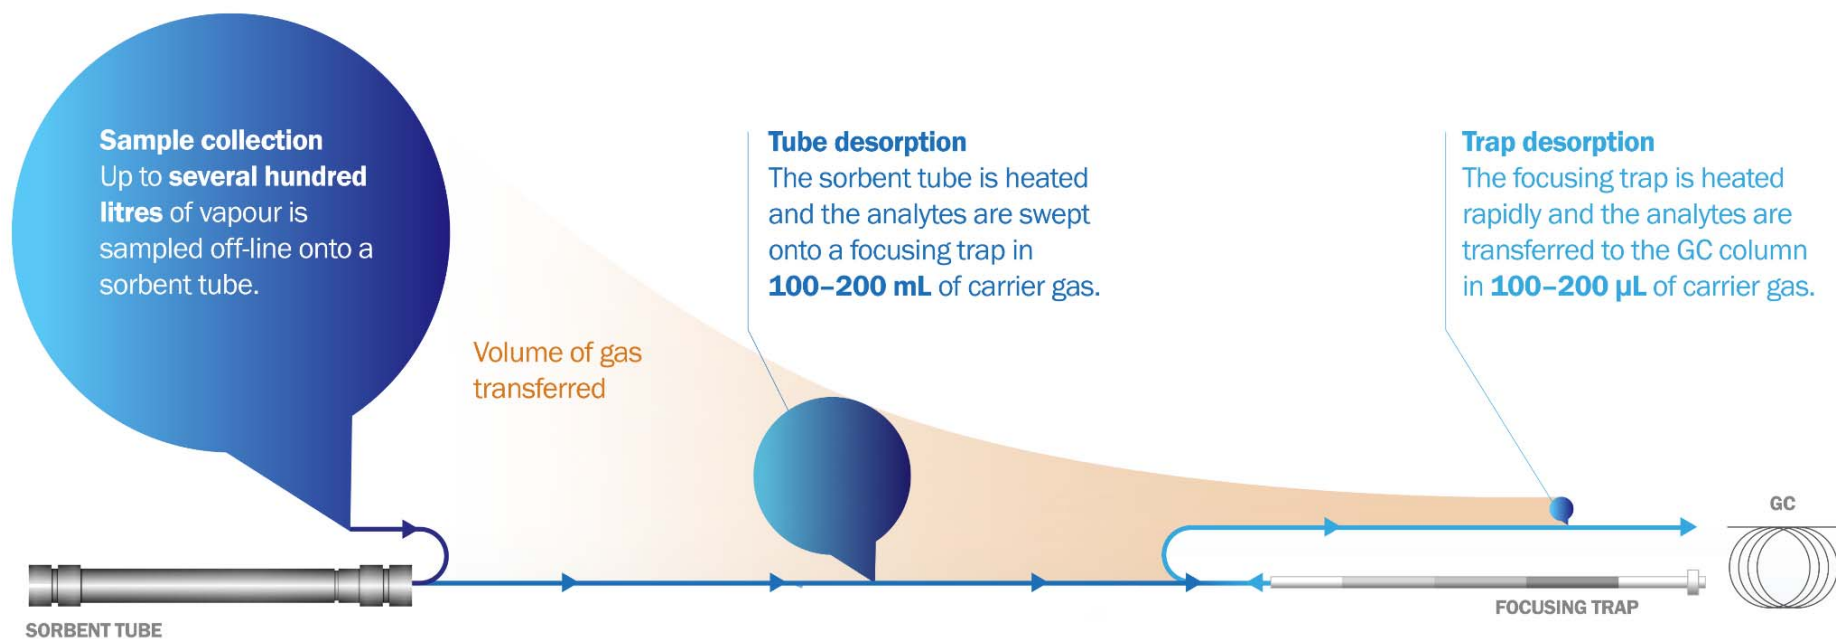 Sample collection
Up to several hundred
litres of vapour is
sampled off-line onto a
sorbent tube.
Volume of gas
transferred
Tube desorption
The sorbent tube is heated
and the analytes are swept
onto a focusing trap in
100–200 mL of carrier gas.
Trap desorption
The focusing trap is heated
rapidly and the analytes are
transferred to the GC column
in 100–200 µL of carrier gas.
GC
FOCUSING TRAP
SORBENT TUBE